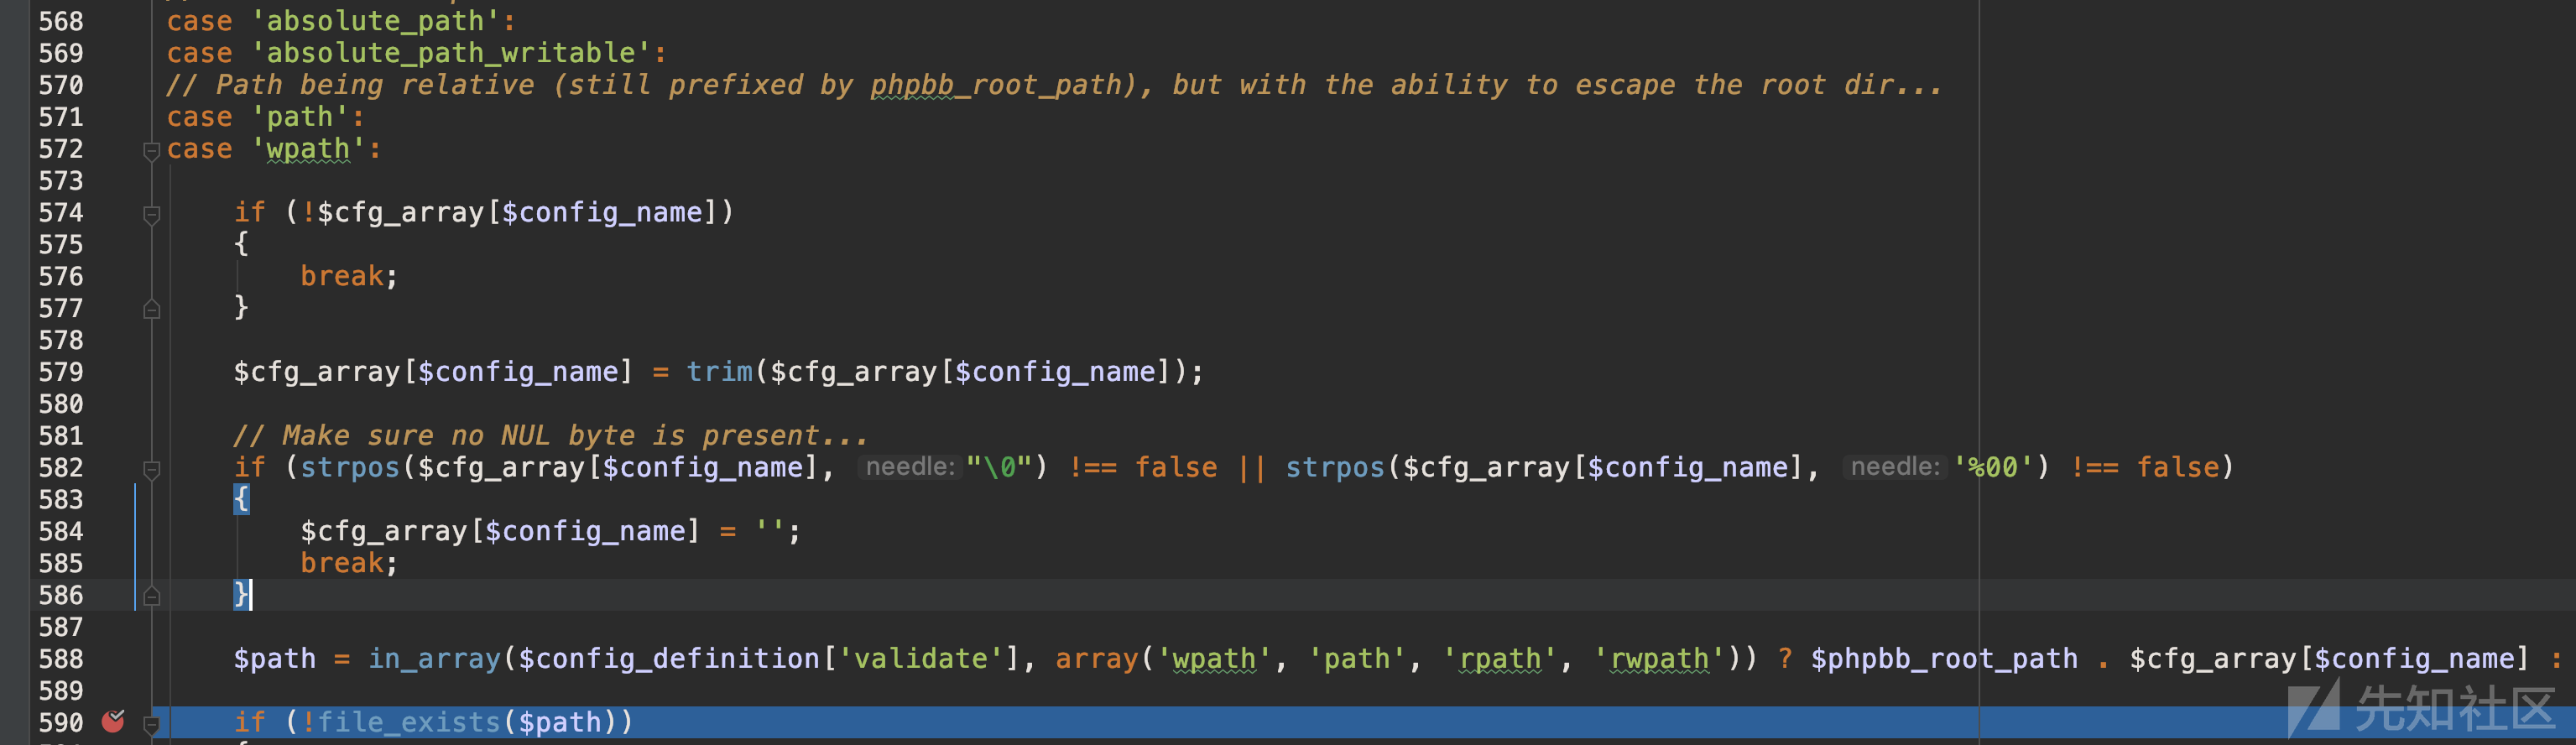 568 case 'absolute_path':
569 case 'absolute_path_writable':
570 // Path being relative (still prefixed by phpbb_root_path), but with the ability to escape the root dir...
571 case 'path':
572 case 'wpath':
573
574 if (!$cfg_array[$config_name])
575 {
576 break;
577 }
578
579 $cfg_array[$config_name] = trim($cfg_array[$config_name]);
580
581 // Make sure no NUL byte is present...
582 if (strpos($cfg_array[$config_name], needle: "\0") !== false || strpos($cfg_array[$config_name], needle: '%00') !== false)
583 {
584 $cfg_array[$config_name] = '';
585 break;
586 }
587
588 $path = in_array($config_definition['validate'], array('wpath', 'path', 'rpath', 'rwpath')) ? $phpbb_root_path . $cfg_array[$config_name] :
589
590 if (!file_exists($path))
先知社区